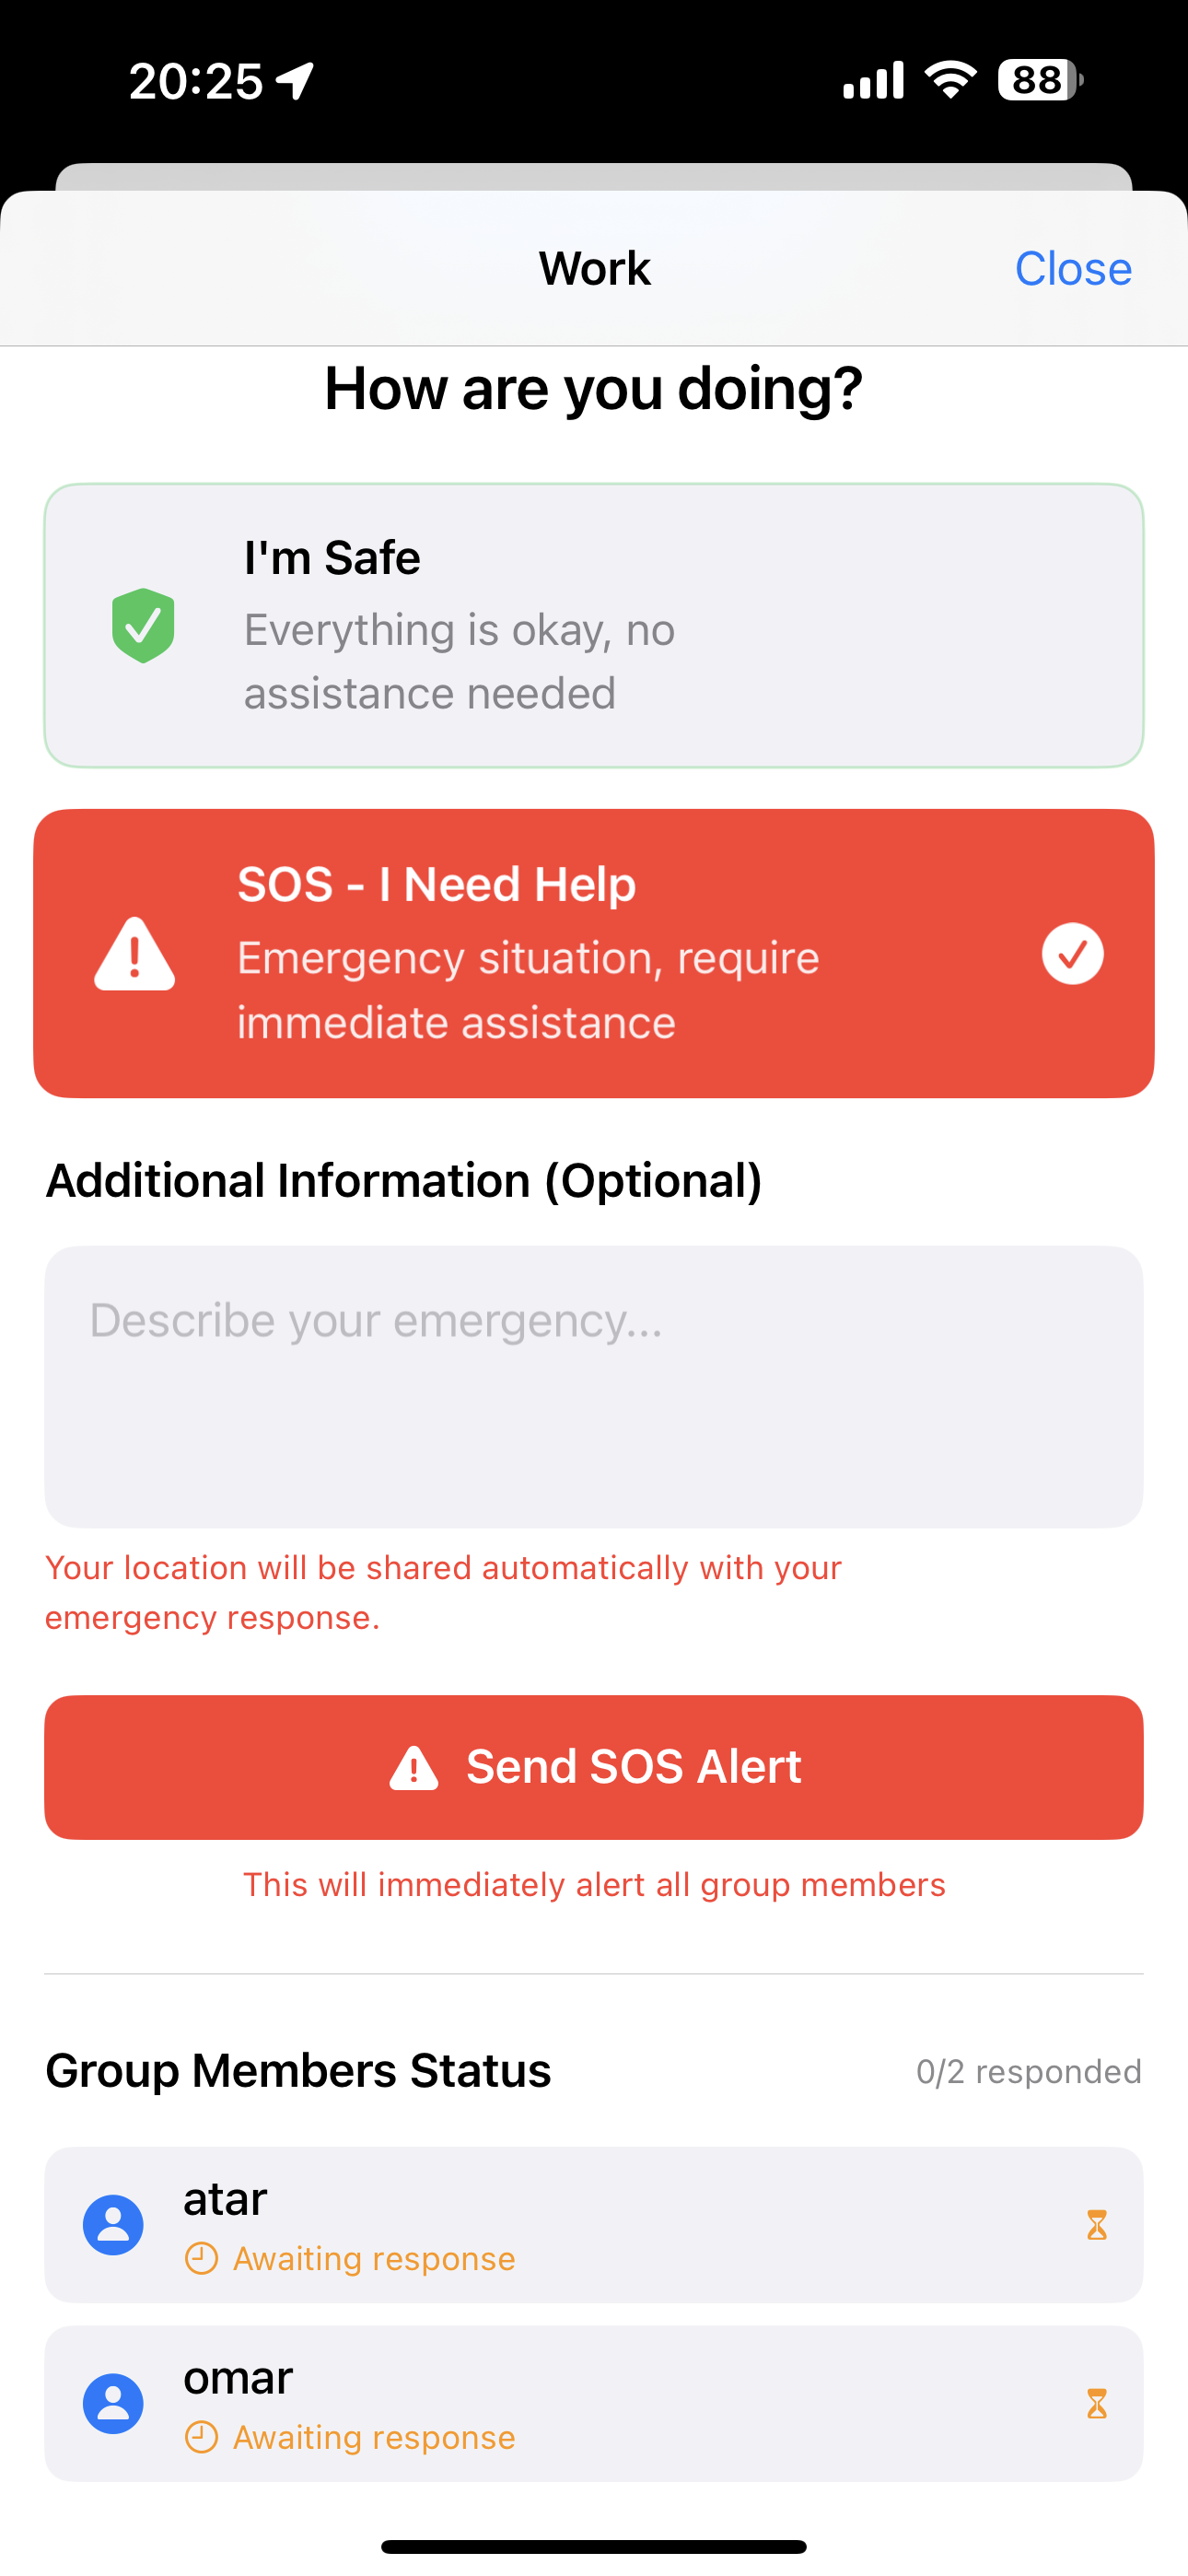 20:25
88
Work
Close
How are you doing?
I'm Safe
Everything is okay, no
assistance needed
SOS - I Need Help
Emergency situation, require
immediate assistance
Additional Information (Optional)
Describe your emergency...
Your location will be shared automatically with your
emergency response.
Send SOS Alert
This will immediately alert all group members
Group Members Status
0/2 responded
atar
Awaiting response
omar
Awaiting response